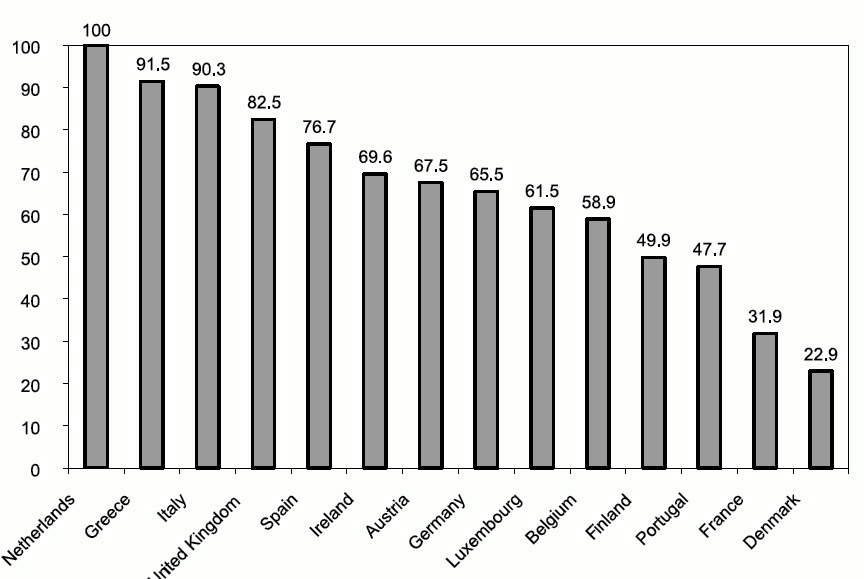 100
91.5
90.3
82.5
76.7
69.6
67.5
65.5
61.5
58.9
49.9
47.7
31.9
22.9
100
90
80
70
60
50
40
30
20
10
0
Netherlands
Greece
Italy
United Kingdom
Spain
Ireland
Austria
Germany
Luxembourg
Belgium
Finland
Portugal
France
Denmark